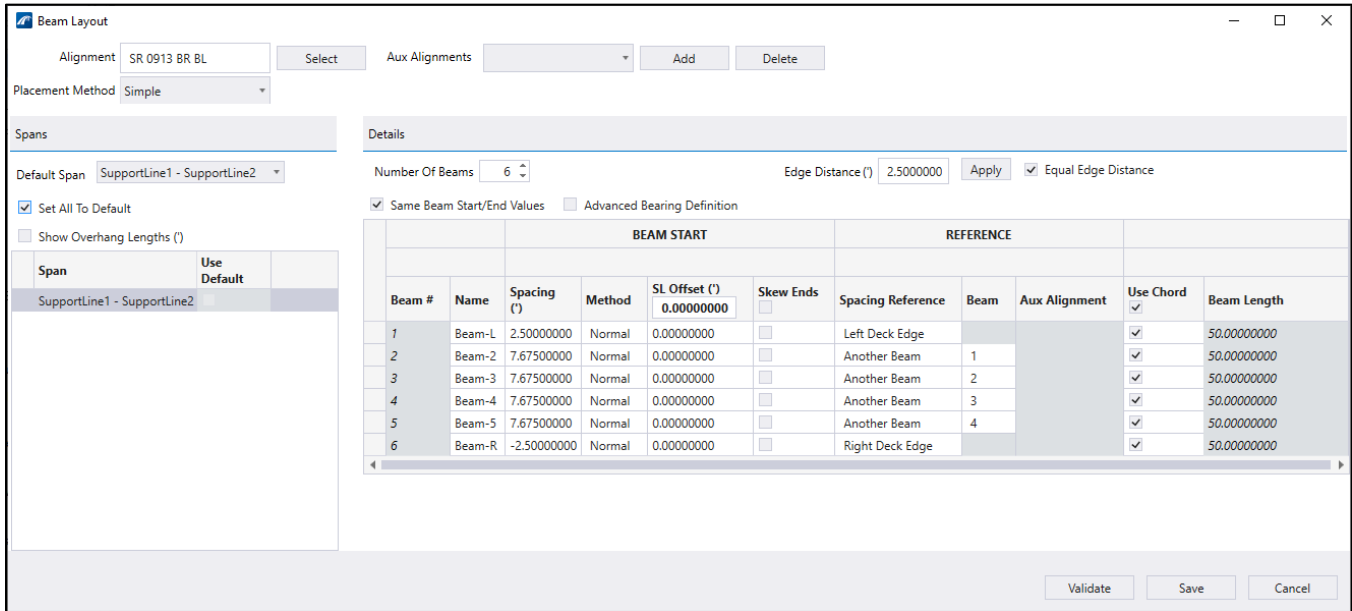 Beam Layout
Alignment SR 0913 BR BL Select Aux Alignments Add Delete
Placement Method Simple
Spans
Default Span SupportLine1 - SupportLine2
Set All To Default
Show Overhang Lengths (')
Span Use Default
SupportLine1 - SupportLine2
Details
Number Of Beams 6 Edge Distance (') 2.5000000 Apply Equal Edge Distance
Same Beam Start/End Values Advanced Bearing Definition
BEAM START REFERENCE
Beam # Name Spacing (') Method SL Offset (') 0.00000000 Skew Ends Spacing Reference Beam Aux Alignment Use Chord Beam Length
1 Beam-L 2.50000000 Normal 0.00000000 Left Deck Edge 50.00000000
2 Beam-2 7.67500000 Normal 0.00000000 Another Beam 1 50.00000000
3 Beam-3 7.67500000 Normal 0.00000000 Another Beam 2 50.00000000
4 Beam-4 7.67500000 Normal 0.00000000 Another Beam 3 50.00000000
5 Beam-5 7.67500000 Normal 0.00000000 Another Beam 4 50.00000000
6 Beam-R -2.50000000 Normal 0.00000000 Right Deck Edge 50.00000000
Validate Save Cancel